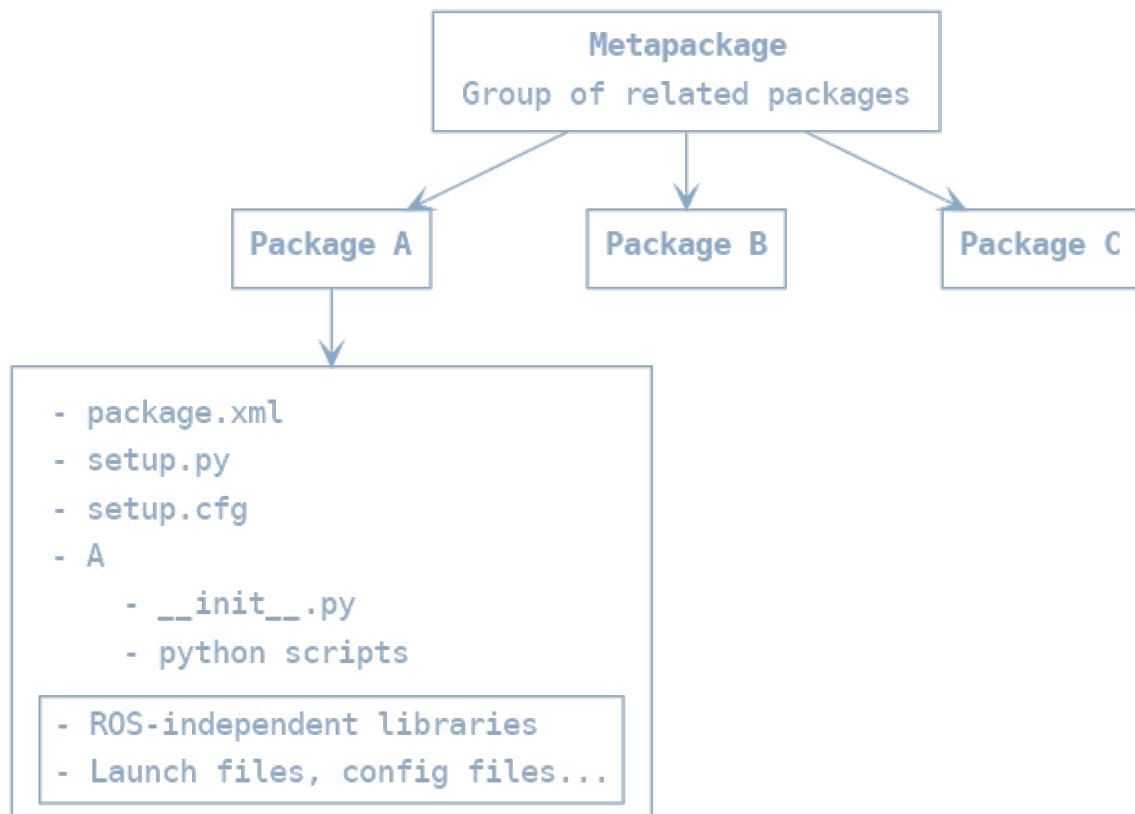 Metapackage
Group of related packages
Package A
Package B
Package C
- package.xml
- setup.py
- setup.cfg
- A
- __init__.py
- python scripts
- ROS-independent libraries
- Launch files, config files...